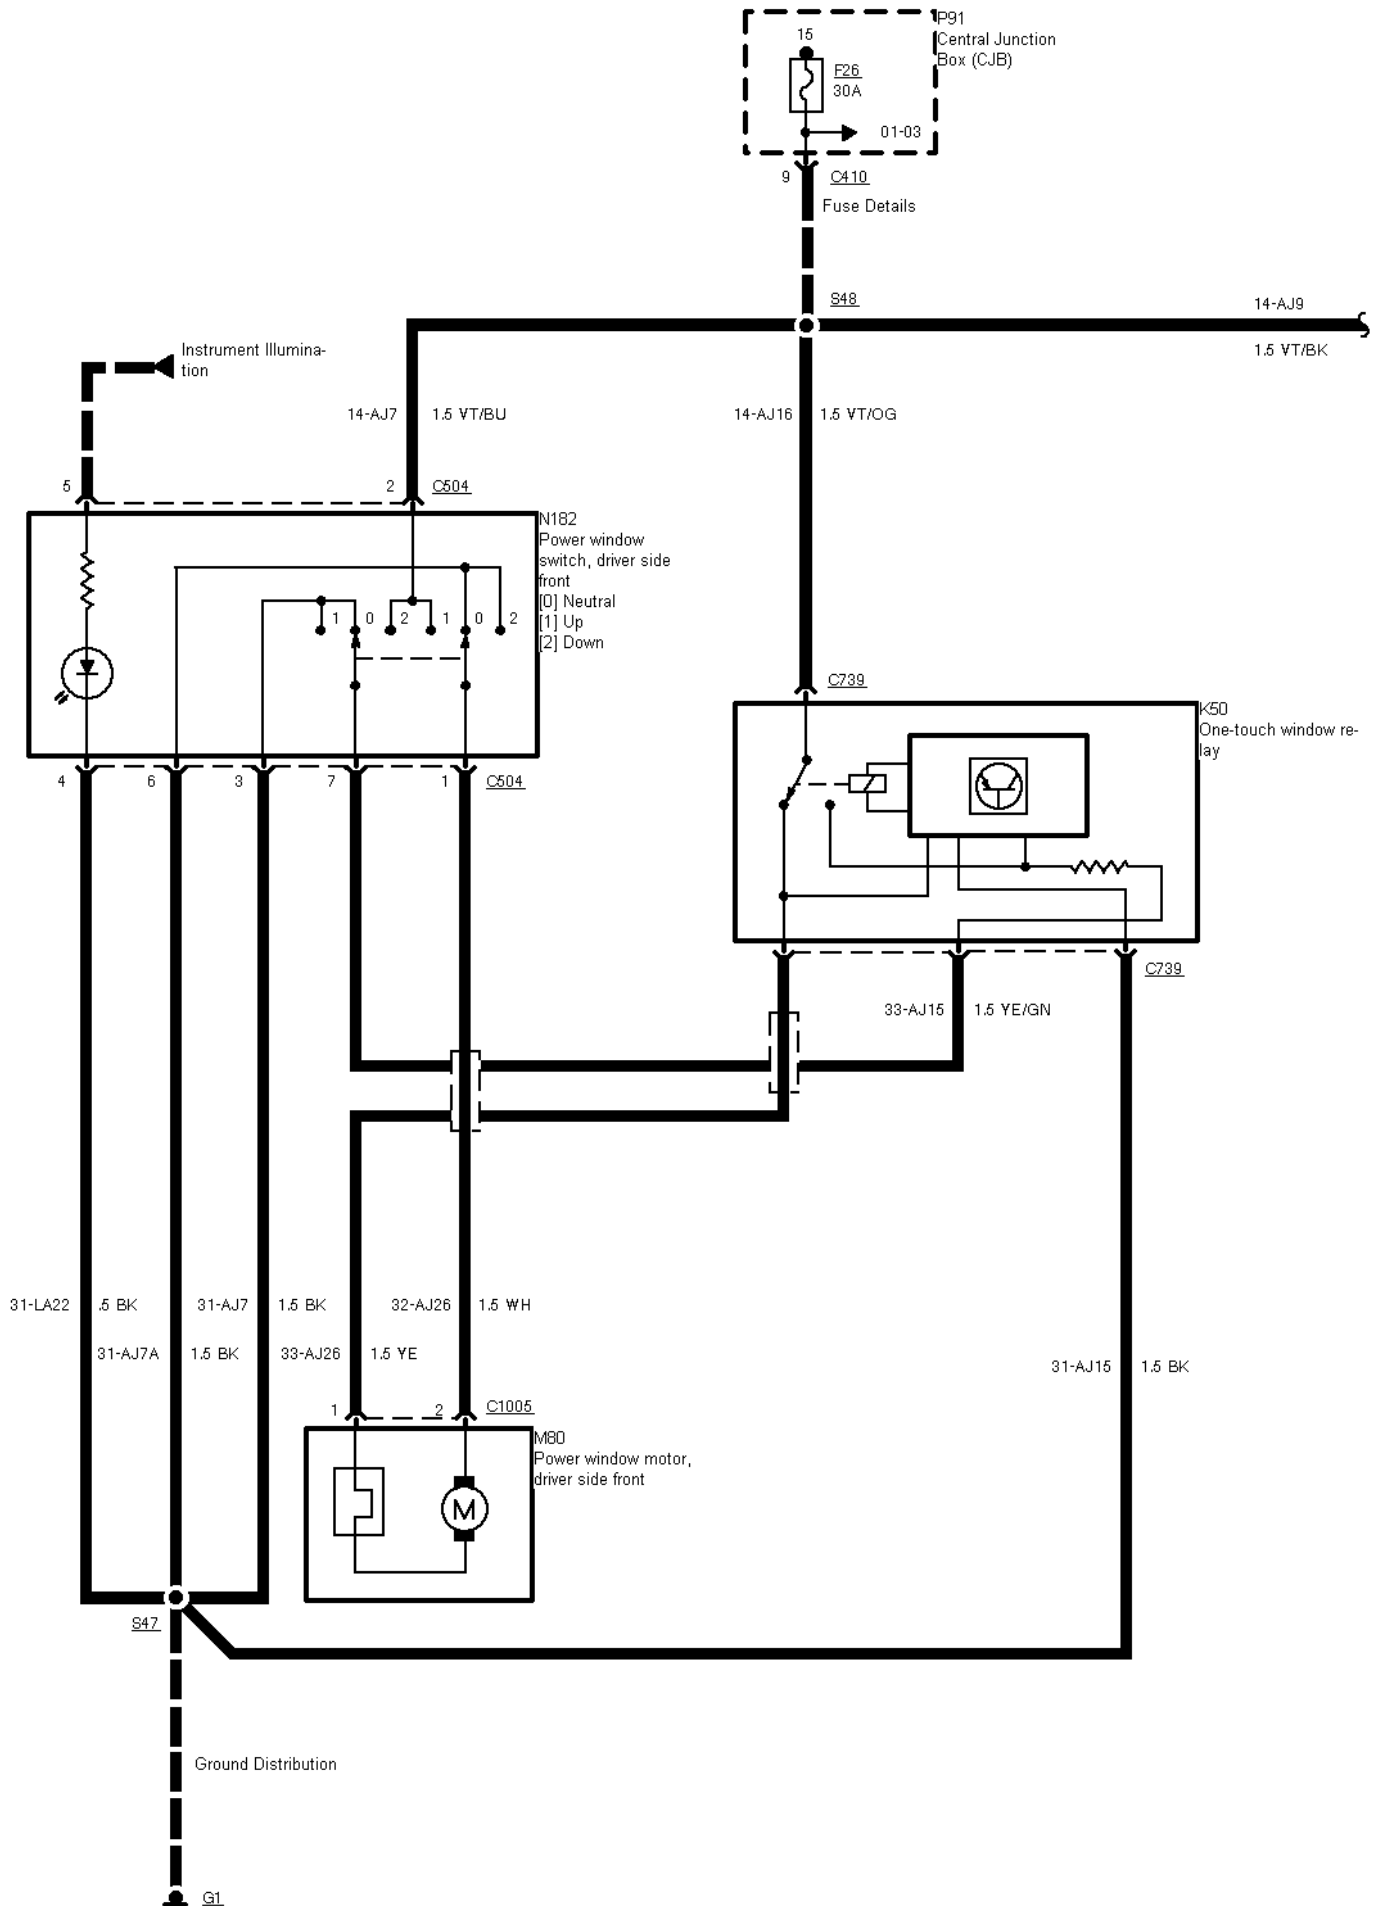 P91
15
Central Junction
Box (CJB)
F26
30A
01-03
9
C410
Fuse Details
S48
14-AJ9
Instrument Illumina-
tion
1.5 VT/BK
14-AJ7
1.5 VT/BU
14-AJ16
1.5 VT/OG
5
2
C504
N182
Power window
switch, driver side
front
[0] Neutral
[1] Up
[2] Down
1
0
2
1
0
2
C739
K50
One-touch window re-
lay
4
6
3
7
1
C504
C739
33-AJ15
1.5 YE/GN
31-LA22
.5 BK
31-AJ7
1.5 BK
32-AJ26
1.5 WH
31-AJ7A
1.5 BK
33-AJ26
1.5 YE
31-AJ15
1.5 BK
1
2
C1005
M80
Power window motor,
driver side front
M
S47
Ground Distribution
G1